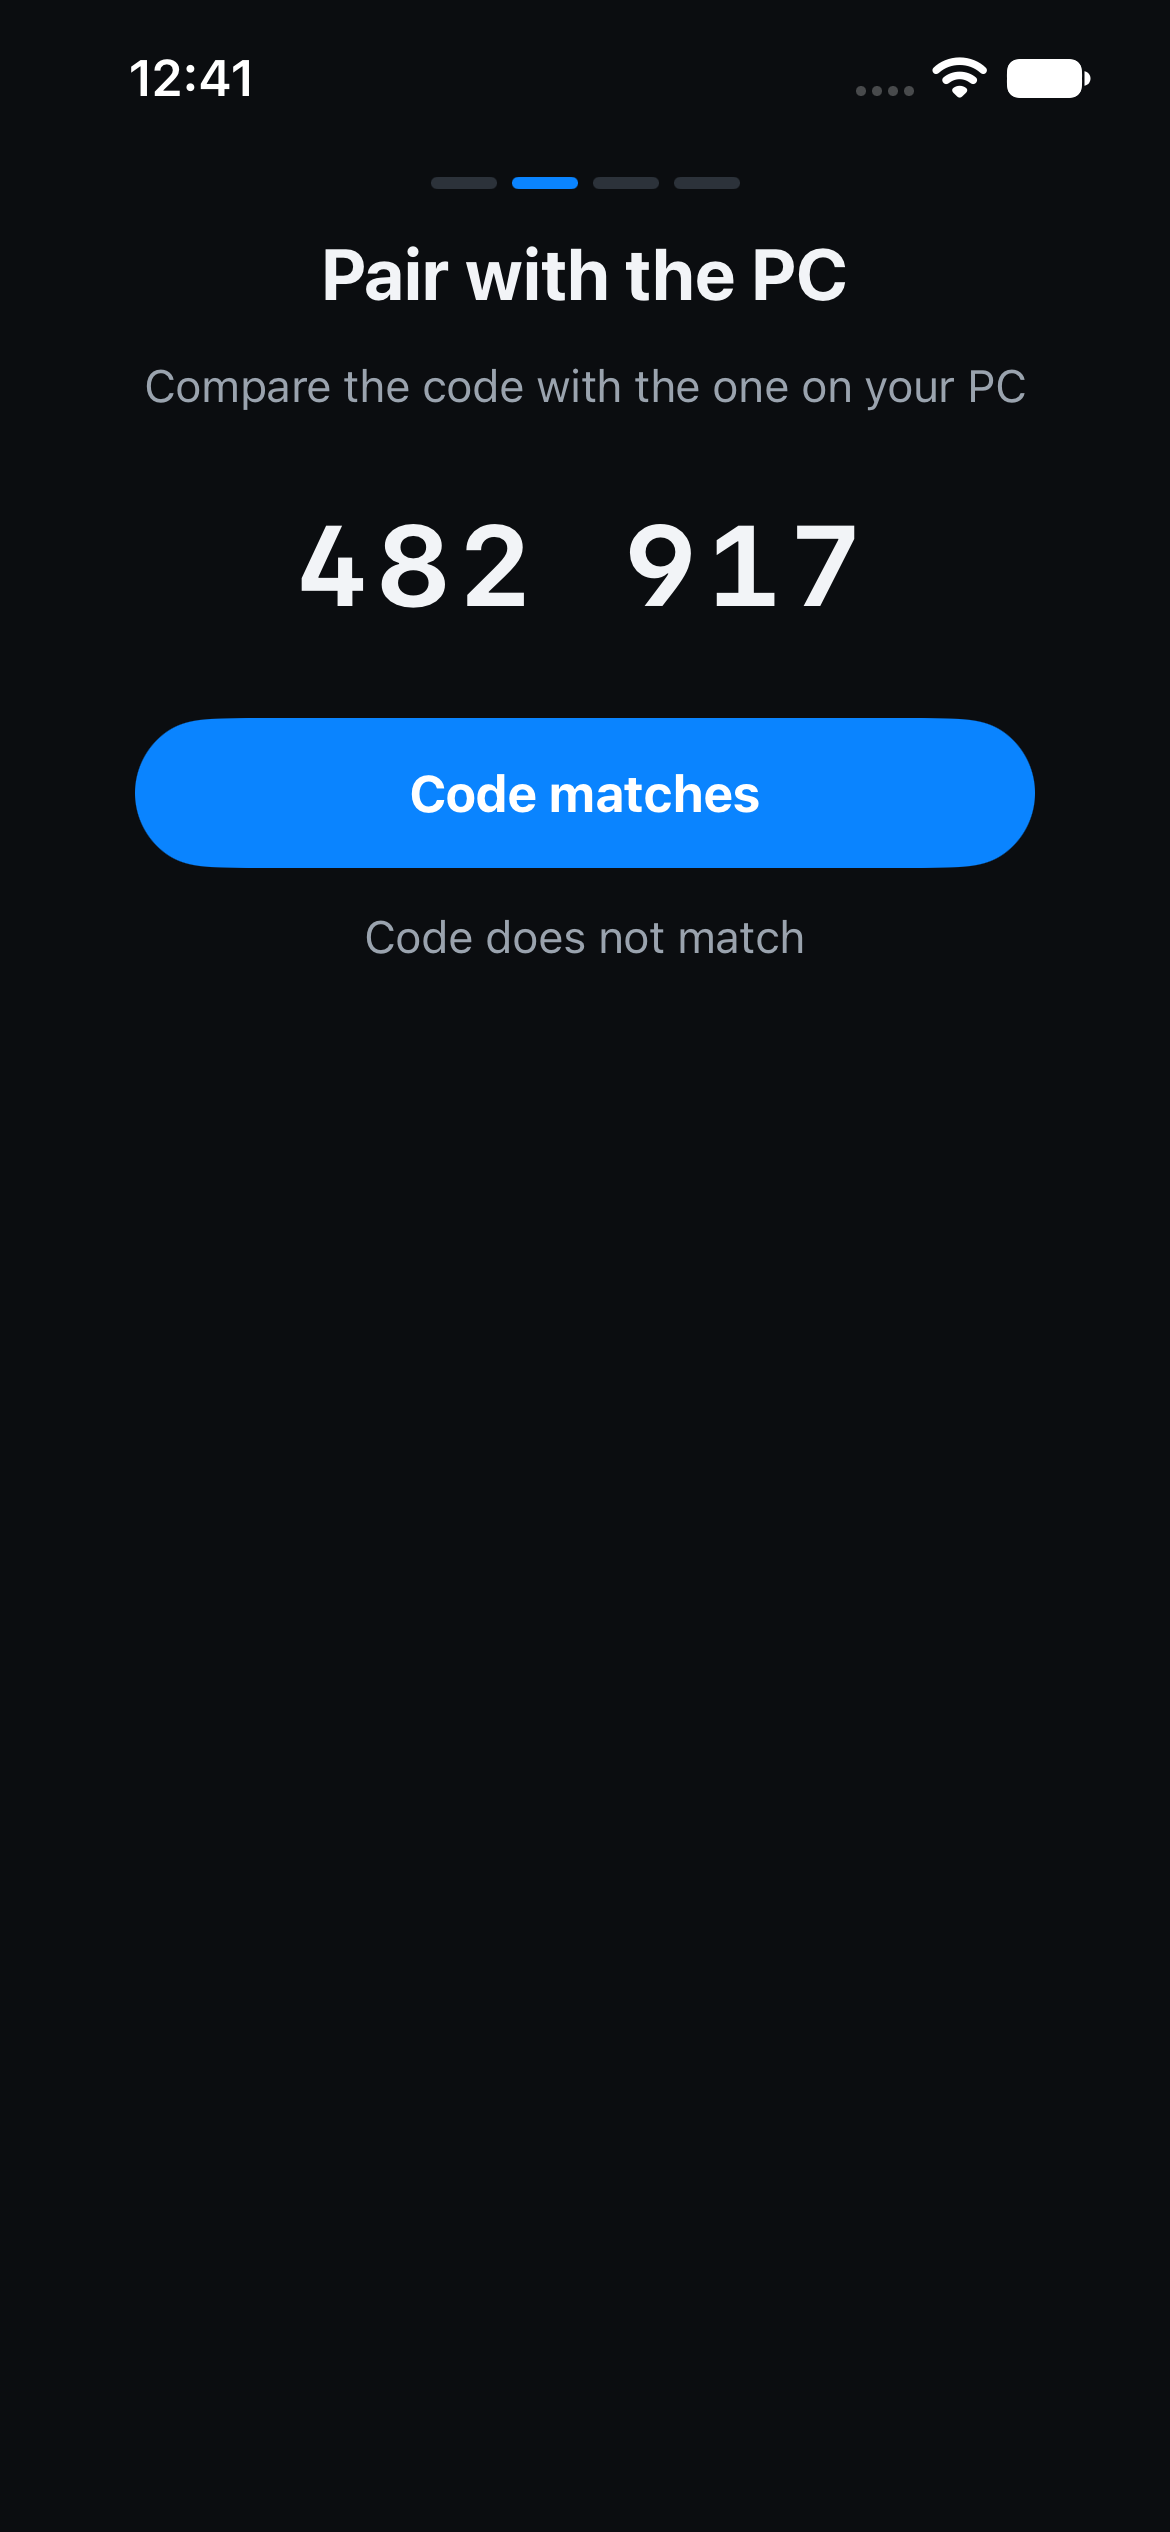 12:41
Pair with the PC
Compare the code with the one on your PC
482 917
Code matches
Code does not match